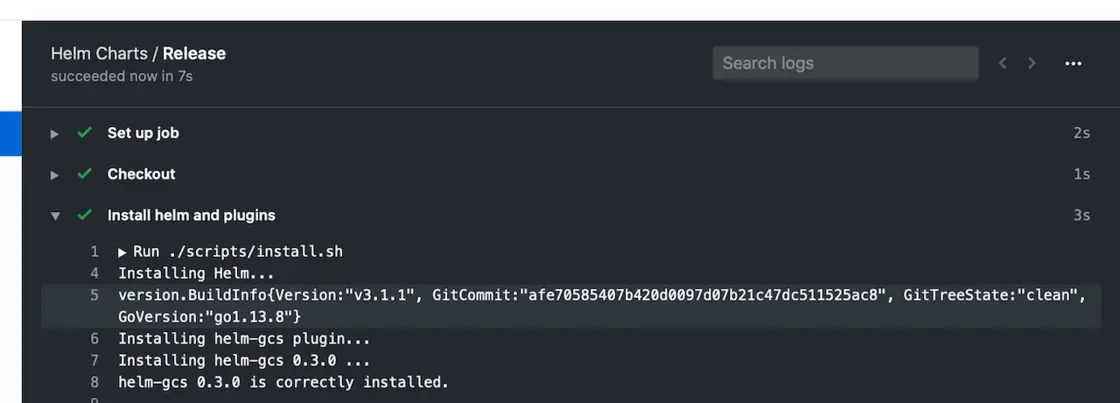 Helm Charts / Release
succeeded now in 7s
Search logs
Set up job 2s
Checkout 1s
Install helm and plugins 3s
1 Run ./scripts/install.sh
4 Installing Helm...
5 version.BuildInfo{Version:"v3.1.1", GitCommit:"afe70585407b420d0097d07b21c47dc511525ac8", GitTreeState:"clean",
GoVersion:"go1.13.8"}
6 Installing helm-gcs plugin...
7 Installing helm-gcs 0.3.0 ...
8 helm-gcs 0.3.0 is correctly installed.